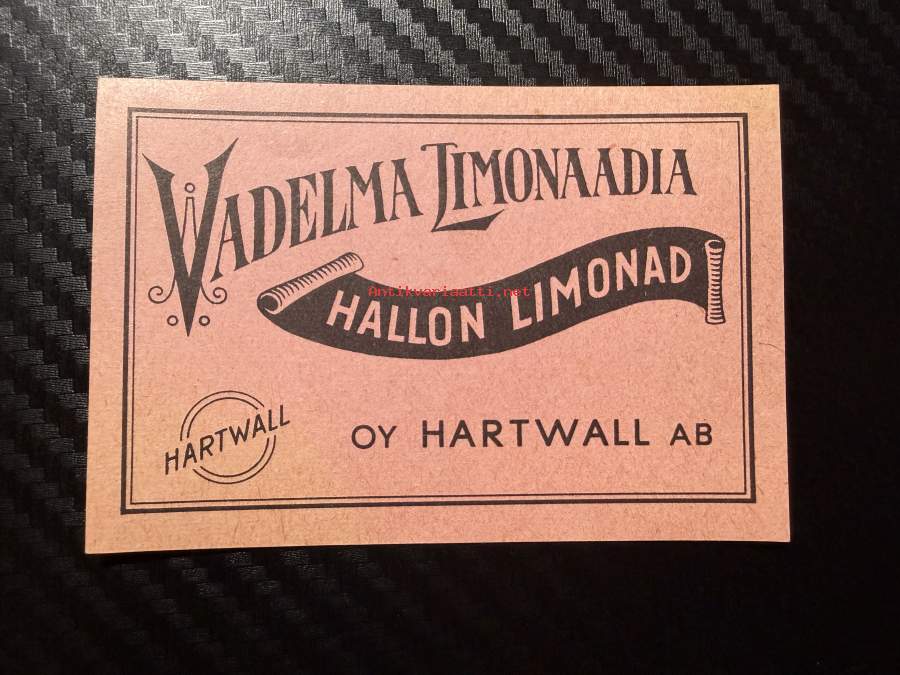 VADELMA LIMONAADIA
HALLON LIMONAD
Antikvariaatti.net
HARTWALL
OY HARTWALL AB